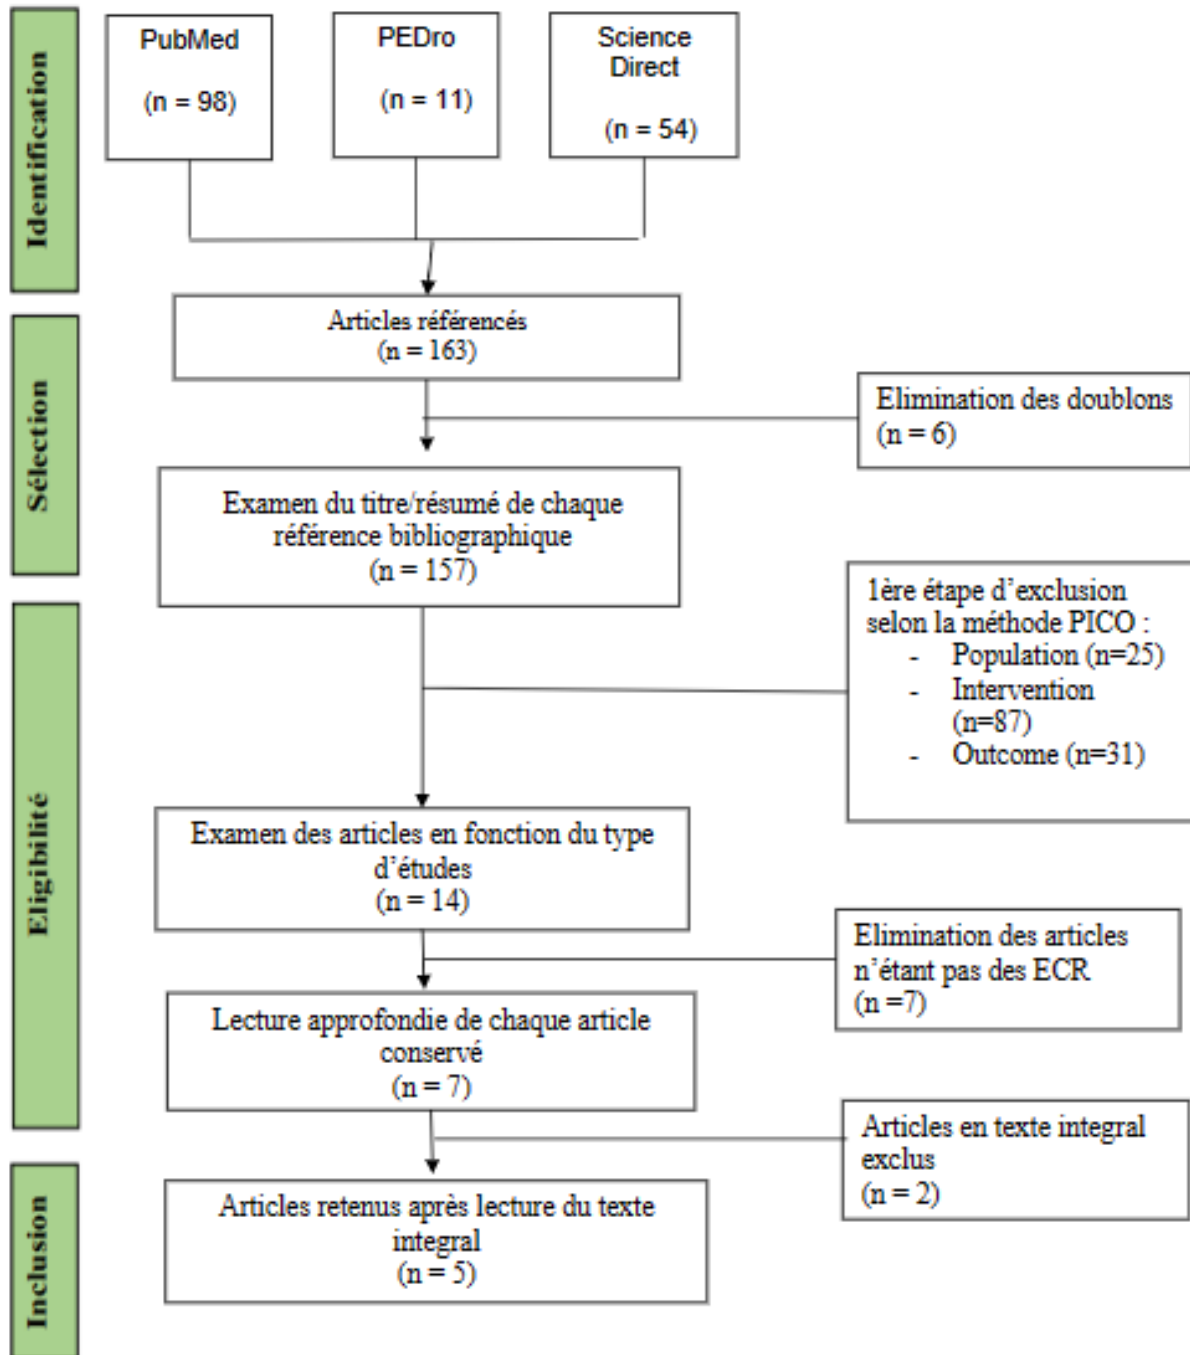 Identification
PubMed
(n = 98)
PEDro
(n = 11)
Science
Direct
(n = 54)
Sélection
Articles référencés
(n = 163)
Elimination des doublons
(n = 6)
Examen du titre/résumé de chaque
référence bibliographique
(n = 157)
Eligibilité
1ère étape d’exclusion
selon la méthode PICO :
- Population (n=25)
- Intervention
(n=87)
- Outcome (n=31)
Examen des articles en fonction du type
d’études
(n = 14)
Elimination des articles
n’étant pas des ECR
(n =7)
Lecture approfondie de chaque article
conservé
(n = 7)
Articles en texte integral
exclus
(n = 2)
Inclusion
Articles retenus après lecture du texte
integral
(n = 5)